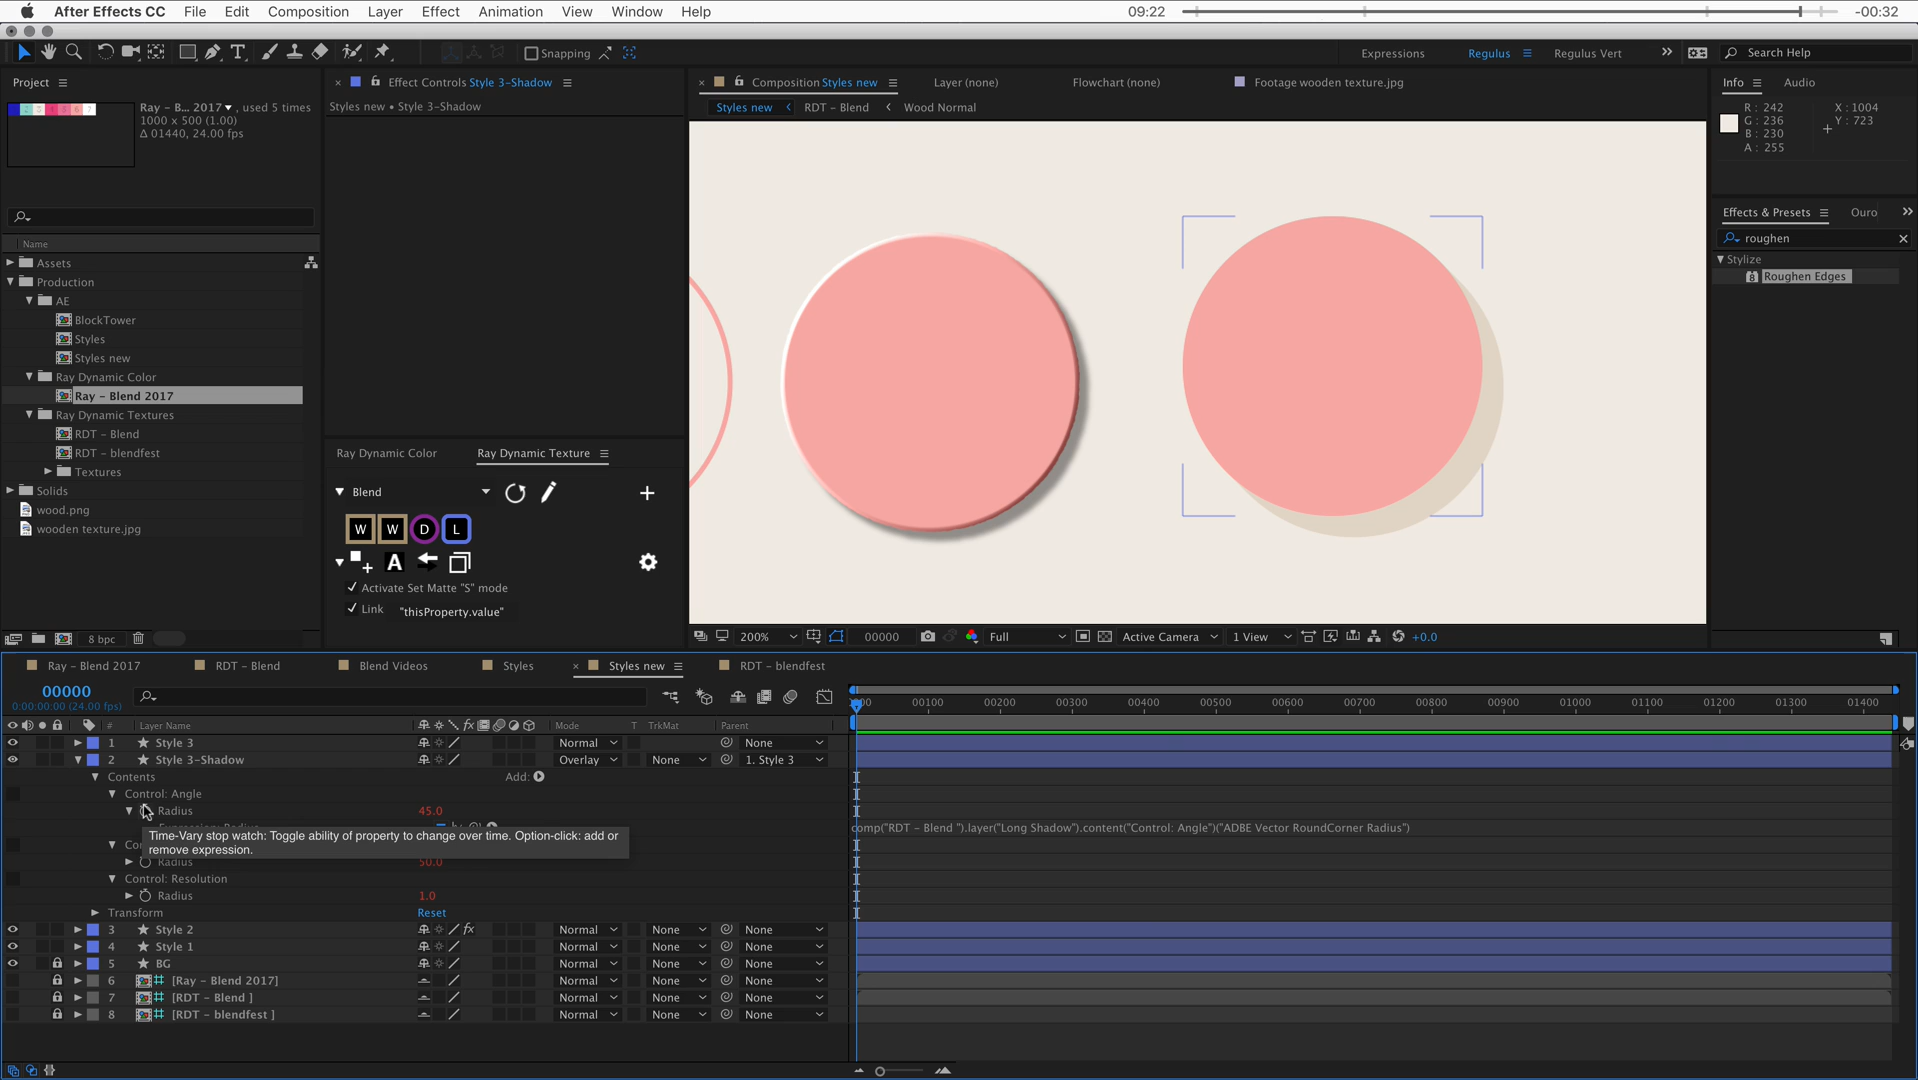 After Effects CC File Edit Composition Layer Effect Animation View Window Help 09:22 -00:32
Snapping Expressions Regulus Regulus Vert Search Help
Project
Ray - B... 2017, used 5 times
1000 x 500 (1.00)
Δ 01440, 24.00 fps
Name
Assets
Production
AE
BlockTower
Styles
Styles new
Ray Dynamic Color
Ray - Blend 2017
Ray Dynamic Textures
RDT - Blend
RDT - blendfest
Textures
Solids
wood.png
wooden texture.jpg
8 bpc
Effect Controls Style 3-Shadow
Styles new • Style 3-Shadow
Ray Dynamic Color Ray Dynamic Texture
Blend
W W D L
A
Activate Set Matte "S" mode
Link "thisProperty.value"
Composition Styles new Layer (none) Flowchart (none) Footage wooden texture.jpg
Styles new RDT - Blend Wood Normal
200% 00000 Full Active Camera 1 View +0.0
Info Audio
R : 242 X : 1004
G : 236 Y : 723
B : 230
A : 255
Effects & Presets Ouro
roughen
Stylize
Roughen Edges
Ray - Blend 2017 RDT - Blend Blend Videos Styles Styles new RDT - blendfest
00000
0:00:00:00 (24.00 fps)
00100 00200 00300 00400 00500 00600 00700 00800 00900 01000 01100 01200 01300 01400
# Layer Name Mode T TrkMat Parent
1 Style 3 Normal None
2 Style 3-Shadow Overlay None 1. Style 3
Contents Add:
Control: Angle
Radius 45.0
comp("RDT - Blend ").layer("Long Shadow").content("Control: Angle")("ADBE Vector RoundCorner Radius")
Time-Vary stop watch: Toggle ability of property to change over time. Option-click: add or
remove expression.
Radius 50.0
Control: Resolution
Radius 1.0
Transform Reset
3 Style 2 Normal None None
4 Style 1 Normal None None
5 BG Normal None None
6 [Ray - Blend 2017] Normal None None
7 [RDT - Blend ] Normal None None
8 [RDT - blendfest ] Normal None None